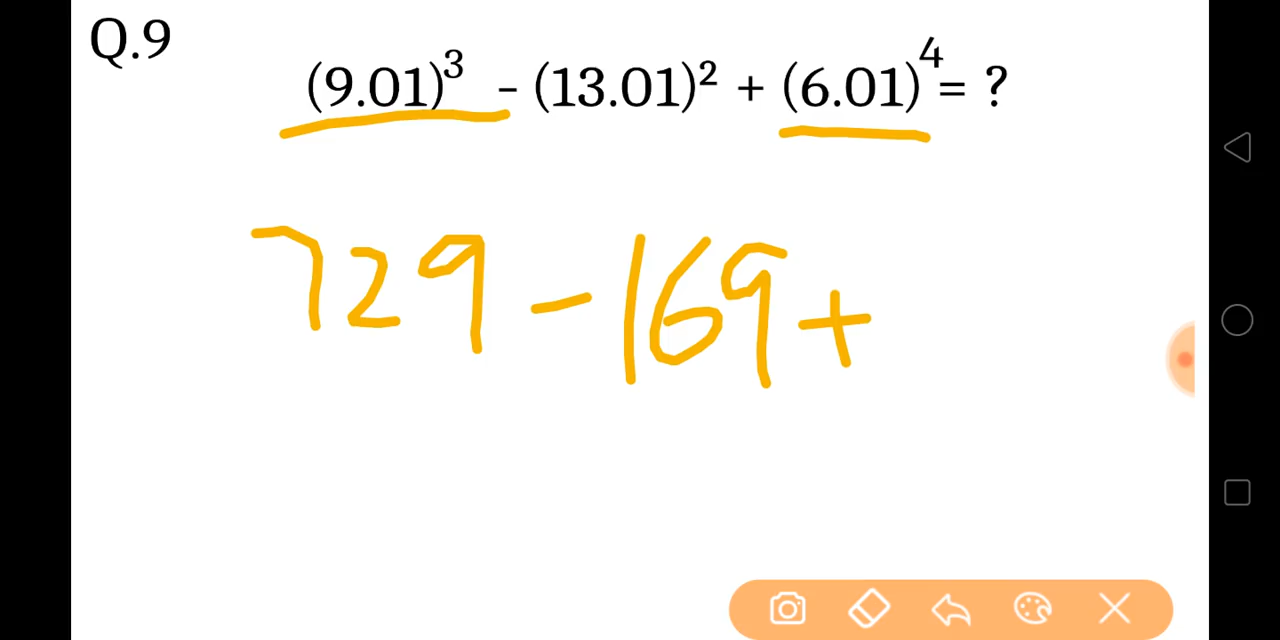 Q.9
(9.01)³ - (13.01)² + (6.01)⁴ = ?
729 - 169 +